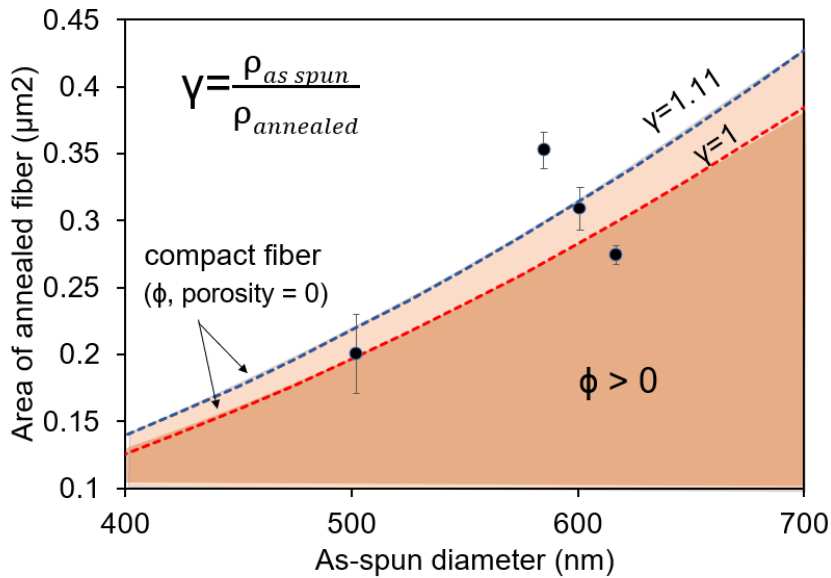 0.45
0.4
0.35
0.3
0.25
0.2
0.15
0.1
Area of annealed fiber (µm2)
γ=ρ_as spun/ρ_annealed
γ=1.11
γ=1
compact fiber
(ϕ, porosity = 0)
ϕ > 0
400 500 600 700
As-spun diameter (nm)